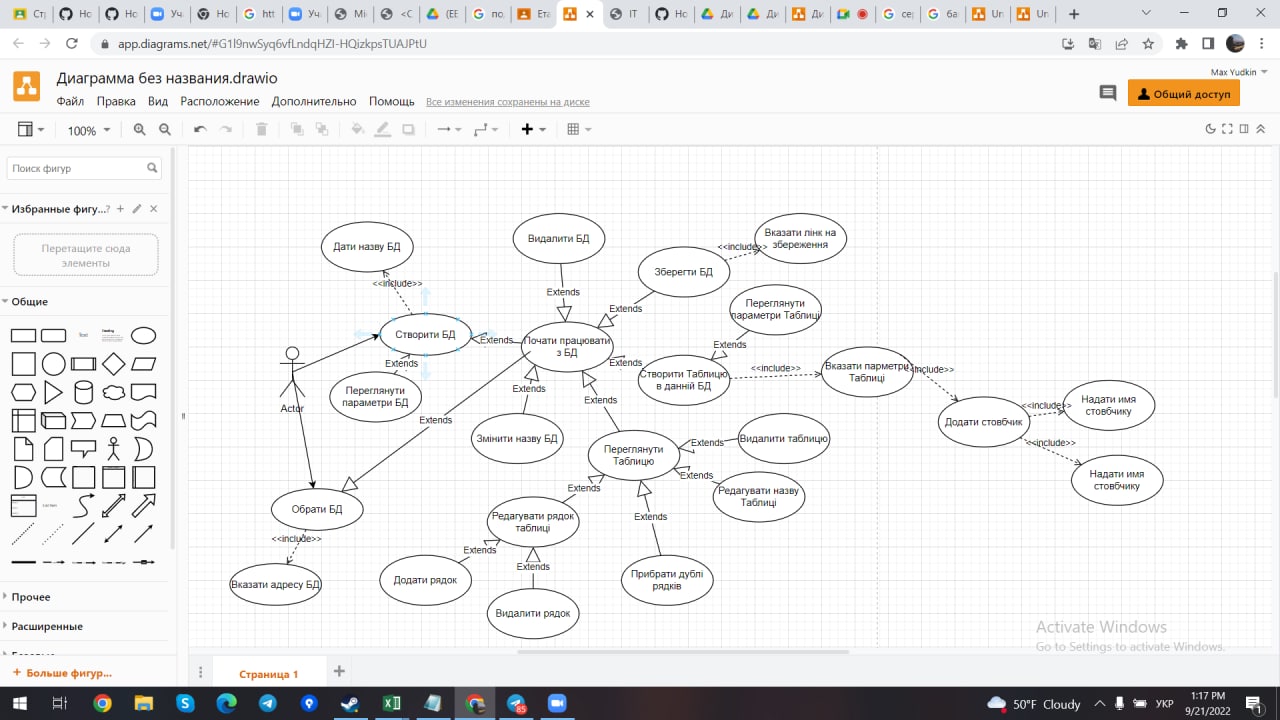 Ст
Но
Но
Уч
Но
htt
Уча
Mi
<C
(EE
по
Ета
IT
Но
Ди
Ди
Ди
сер
ба
Un
Un
app.diagrams.net/#G1l9nwSyq6vfLndqHZI-HQizkpsTUAJPtU
Диаграмма без названия.drawio
Max Yudkin
Файл Правка Вид Расположение Дополнительно Помощь Все изменения сохранены на диске
Общий доступ
100%
Поиск фигур
Избранные фигу...?
Перетащите сюда
элементы
Общие
Text
Heading
List Item
Прочее
Расширенные
Больше фигур...
Дати назву БД
<<include>>
Видалити БД
Extends
Вказати лінк на
збереження
<<include>>
Зберегти БД
Extends
Переглянути
параметри Таблиці
Extends
Створити БД
Extends
Почати працювати
з БД
Extends
Створити Таблицю
в данній БД
<<include>>
Вказати парметри
Таблиці
<<include>>
Extends
Переглянути
параметри БД
Actor
Extends
Extends
Extends
Змінити назву БД
Додати стовбчик
<<include>>
Надати имя
стовбчику
<<include>>
Надати имя
стовбчику
Переглянути
Таблицю
Extends
Видалити таблицю
Extends
Редагувати назву
Таблиці
Extends
Extends
Обрати БД
<<include>>
Вказати адресу БД
Редагувати рядок
таблиці
Extends
Extends
Додати рядок
Видалити рядок
Прибрати дублі
рядків
Activate Windows
Go to Settings to activate Windows.
Страница 1
85
50°F Cloudy
УКР
1:17 PM
9/21/2022
1